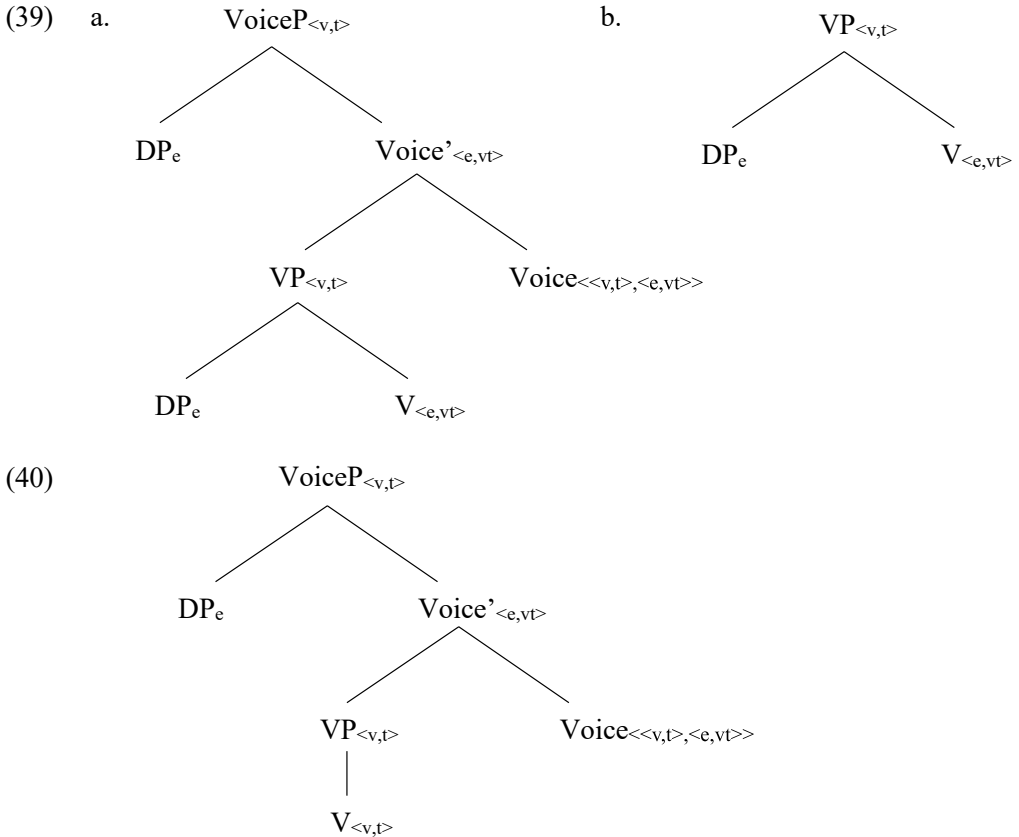 (39) a. VoiceP<v,t> b. VP<v,t>
DPe Voice’<e,vt> DPe V<e,vt>
VP<v,t> Voice<<v,t>,<e,vt>>
DPe V<e,vt>
(40) VoiceP<v,t>
DPe Voice’<e,vt>
VP<v,t> Voice<<v,t>,<e,vt>>
V<v,t>